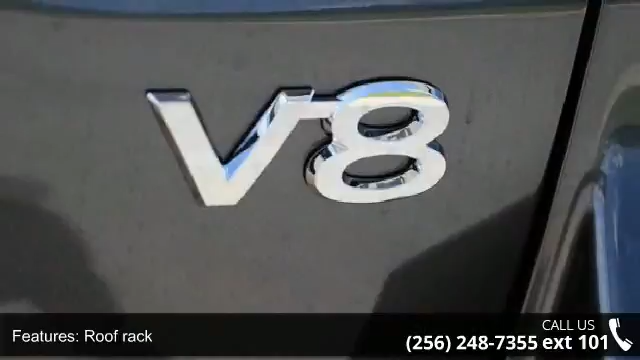 V8
Features: Roof rack
CALL US
(256) 248-7355 ext 101